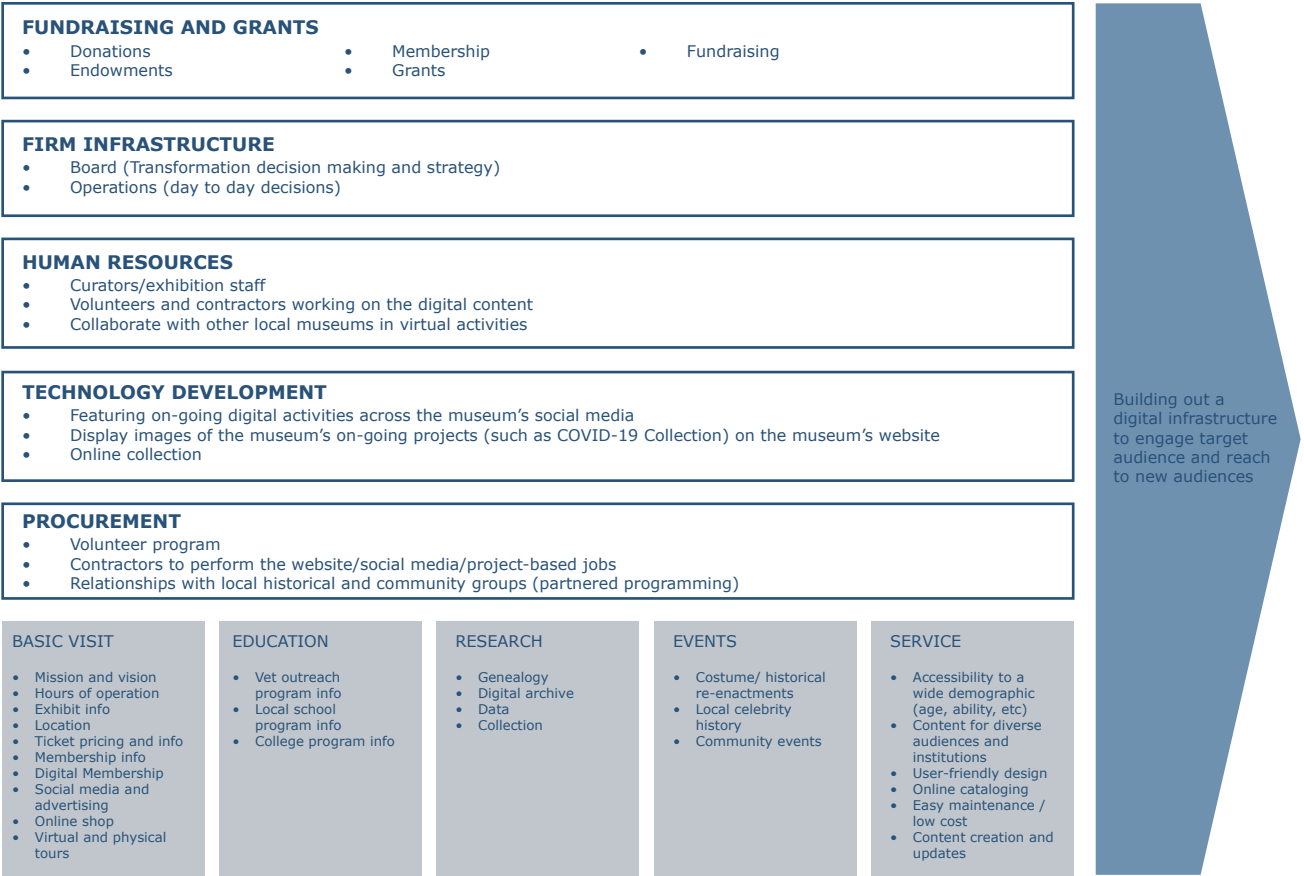 FUNDRAISING AND GRANTS
• Donations • Membership • Fundraising
• Endowments • Grants
FIRM INFRASTRUCTURE
• Board (Transformation decision making and strategy)
• Operations (day to day decisions)
HUMAN RESOURCES
• Curators/exhibition staff
• Volunteers and contractors working on the digital content
• Collaborate with other local museums in virtual activities
TECHNOLOGY DEVELOPMENT
• Featuring on-going digital activities across the museum’s social media
• Display images of the museum’s on-going projects (such as COVID-19 Collection) on the museum’s website
• Online collection
PROCUREMENT
• Volunteer program
• Contractors to perform the website/social media/project-based jobs
• Relationships with local historical and community groups (partnered programming)
BASIC VISIT
• Mission and vision
• Hours of operation
• Exhibit info
• Location
• Ticket pricing and info
• Membership info
• Digital Membership
• Social media and
advertising
• Online shop
• Virtual and physical
tours
EDUCATION
• Vet outreach
program info
• Local school
program info
• College program info
RESEARCH
• Genealogy
• Digital archive
• Data
• Collection
EVENTS
• Costume/ historical
re-enactments
• Local celebrity
history
• Community events
SERVICE
• Accessibility to a
wide demographic
(age, ability, etc)
• Content for diverse
audiences and
institutions
• User-friendly design
• Online cataloging
• Easy maintenance /
low cost
• Content creation and
updates
Building out a
digital infrastructure
to engage target
audience and reach
to new audiences